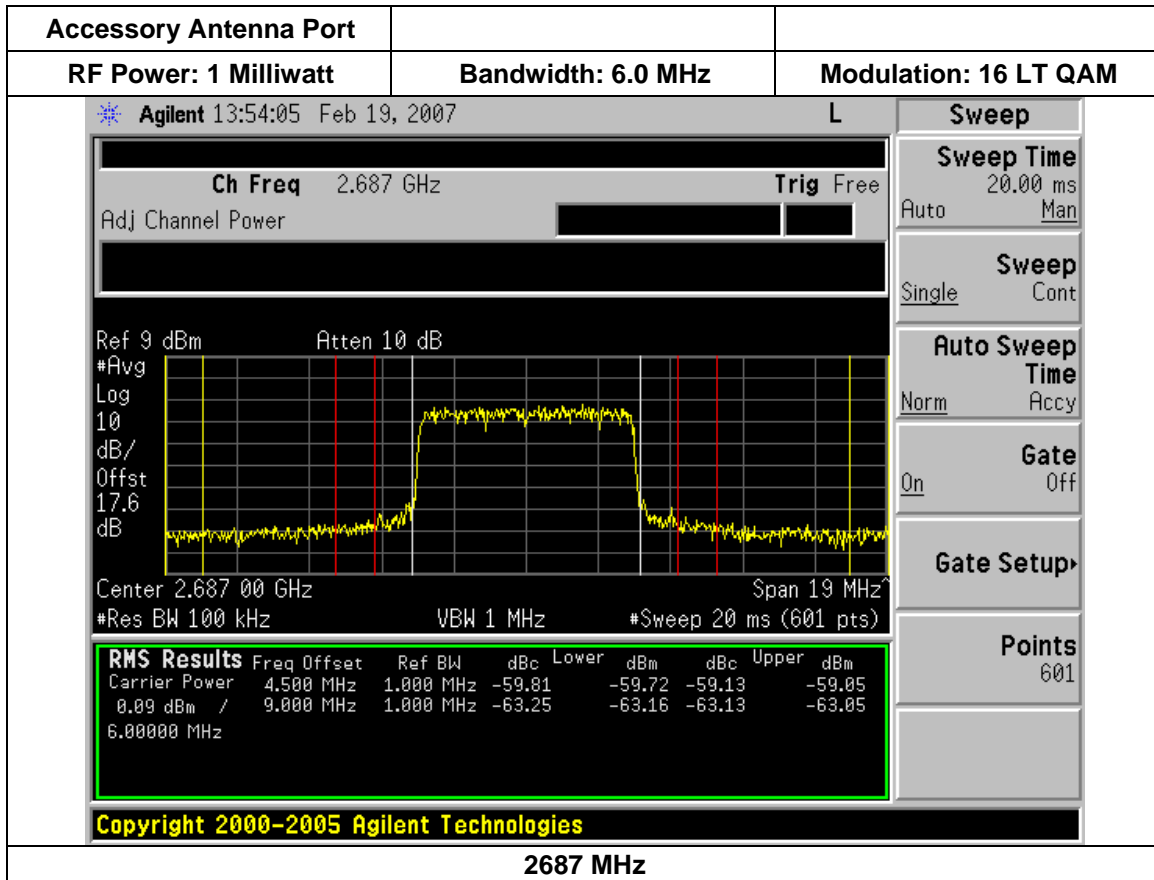 Accessory Antenna Port
RF Power: 1 Milliwatt Bandwidth: 6.0 MHz Modulation: 16 LT QAM
Agilent 13:54:05 Feb 19, 2007 L
Ch Freq 2.687 GHz Trig Free
Adj Channel Power
Ref 9 dBm Atten 10 dB
#Avg
Log
10
dB/
Offst
17.6
dB
Center 2.687 00 GHz Span 19 MHz^
#Res BW 100 kHz VBW 1 MHz #Sweep 20 ms (601 pts)
RMS Results Freq Offset Ref BW dBc Lower dBm dBc Upper dBm
Carrier Power 4.500 MHz 1.000 MHz -59.81 -59.72 -59.13 -59.05
0.09 dBm / 9.000 MHz 1.000 MHz -63.25 -63.16 -63.13 -63.05
6.00000 MHz
Copyright 2000-2005 Agilent Technologies
Sweep
Sweep Time
20.00 ms
Auto Man
Sweep
Single Cont
Auto Sweep
Time
Norm Accy
Gate
On Off
Gate Setup▸
Points
601
2687 MHz